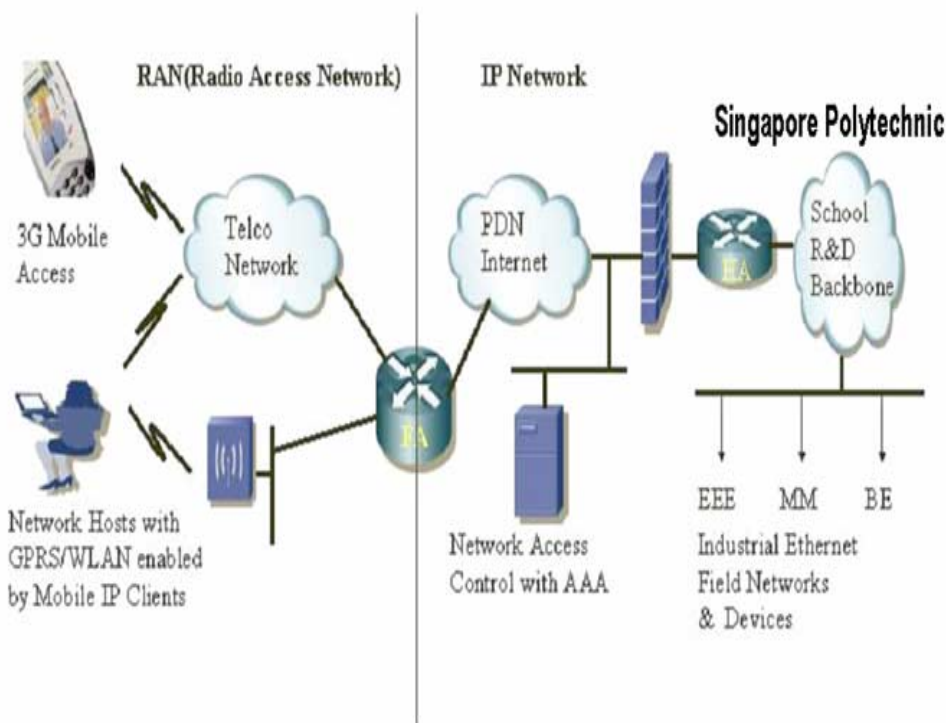 RAN(Radio Access Network)
IP Network
Singapore Polytechnic
3G Mobile
Access
Telco
Network
PDN
Internet
HA
School
R&D
Backbone
Network Hosts with
GPRS/WLAN enabled
by Mobile IP Clients
Network Access
Control with AAA
EEE MM BE
Industrial Ethernet
Field Networks
& Devices